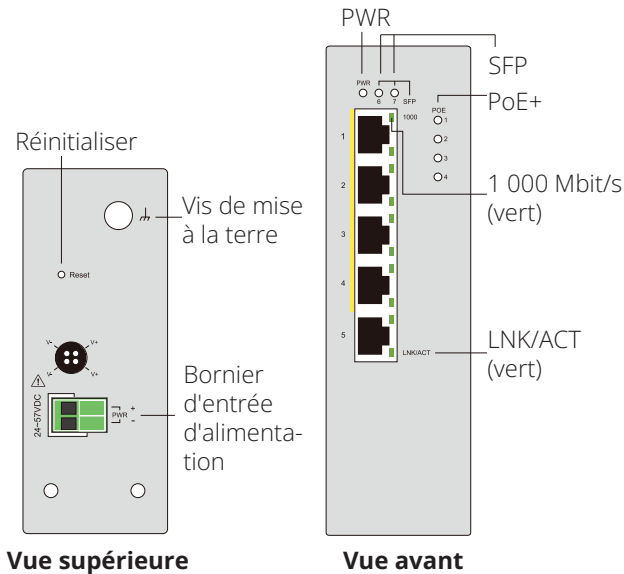 PWR
SFP
PoE+
PWR
6 7 SFP
1000
POE
1
2
3
4
1
2
3
4
5
LNK/ACT
1 000 Mbit/s
(vert)
LNK/ACT
(vert)
Réinitialiser
Vis de mise
à la terre
Reset
V- V+
V- V+
24–57VDC
PWR
+
–
Bornier
d'entrée
d'alimenta-
tion
Vue supérieure
Vue avant